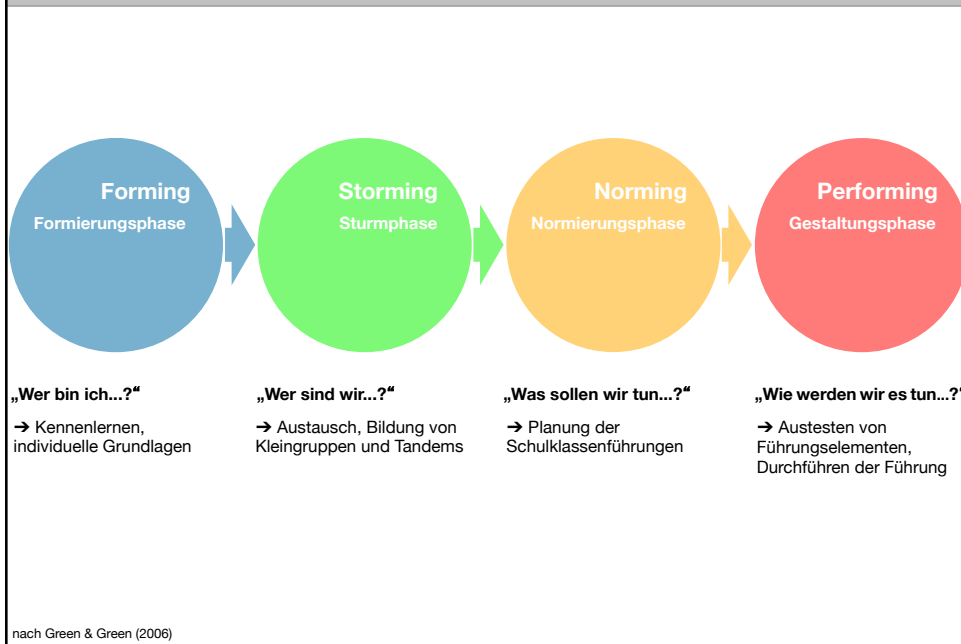 Forming
Formierungsphase
Storming
Sturmphase
Norming
Normierungsphase
Performing
Gestaltungsphase
„Wer bin ich...?“
➔ Kennenlernen,
individuelle Grundlagen
„Wer sind wir...?“
➔ Austausch, Bildung von
Kleingruppen und Tandems
„Was sollen wir tun...?“
➔ Planung der
Schulklassenführungen
„Wie werden wir es tun...?“
➔ Austesten von
Führungselementen,
Durchführen der Führung
nach Green & Green (2006)